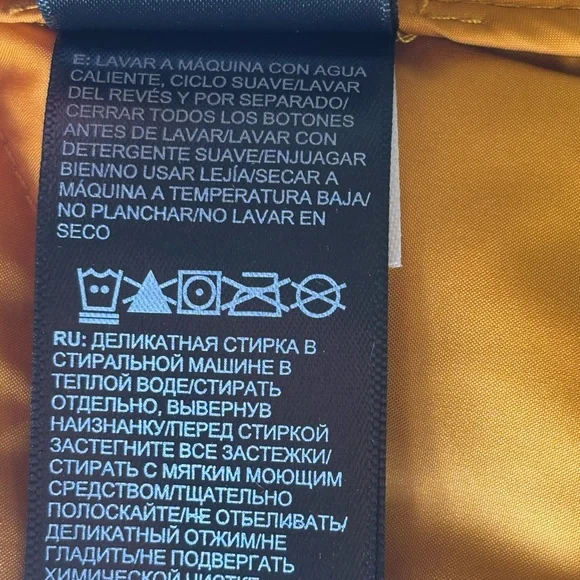 E: LAVAR A MÁQUINA CON AGUA
CALIENTE, CICLO SUAVE/LAVAR
DEL REVÉS Y POR SEPARADO/
CERRAR TODOS LOS BOTONES
ANTES DE LAVAR/LAVAR CON
DETERGENTE SUAVE/ENJUAGAR
BIEN/NO USAR LEJÍA/SECAR A
MÁQUINA A TEMPERATURA BAJA/
NO PLANCHAR/NO LAVAR EN
SECO
RU: ДЕЛИКАТНАЯ СТИРКА В
СТИРАЛЬНОЙ МАШИНЕ В
ТЕПЛОЙ ВОДЕ/СТИРАТЬ
ОТДЕЛЬНО, ВЫВЕРНУВ
НАИЗНАНКУ/ПЕРЕД СТИРКОЙ
ЗАСТЕГНИТЕ ВСЕ ЗАСТЕЖКИ/
СТИРАТЬ С МЯГКИМ МОЮЩИМ
СРЕДСТВОМ/ТЩАТЕЛЬНО
ПОЛОСКАЙТЕ/НЕ ОТБЕЛИВАТЬ/
ДЕЛИКАТНЫЙ ОТЖИМ/НЕ
ГЛАДИТЬ/НЕ ПОДВЕРГАТЬ
ХИМИЧЕСКОЙ ЧИСТКЕ